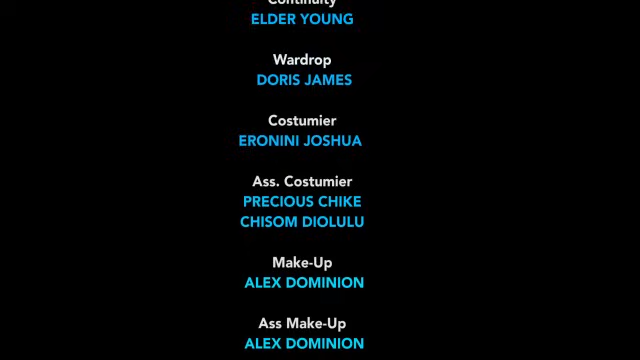 Continuity
ELDER YOUNG
Wardrop
DORIS JAMES
Costumier
ERONINI JOSHUA
Ass. Costumier
PRECIOUS CHIKE
CHISOM DIOLULU
Make-Up
ALEX DOMINION
Ass Make-Up
ALEX DOMINION